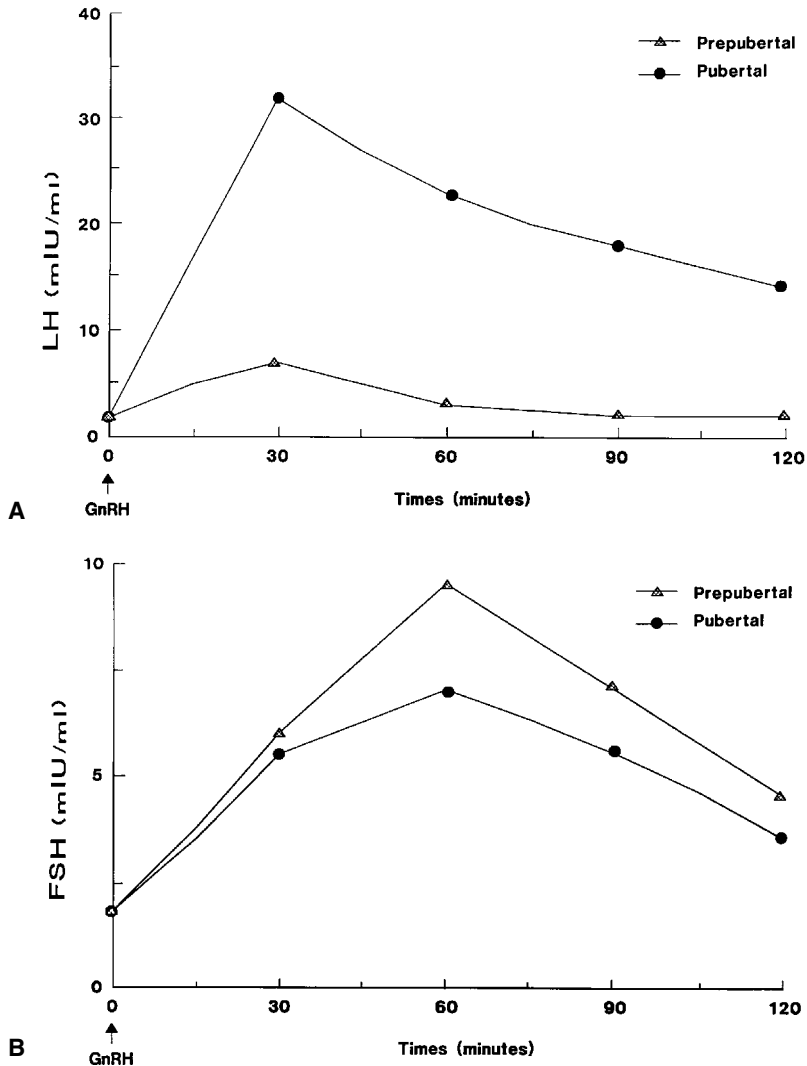 40
30
20
10
0
LH (mIU/ml)
Prepubertal
Pubertal
0 30 60 90 120
GnRH
Times (minutes)
A
10
5
0
FSH (mIU/ml)
Prepubertal
Pubertal
0 30 60 90 120
GnRH
Times (minutes)
B